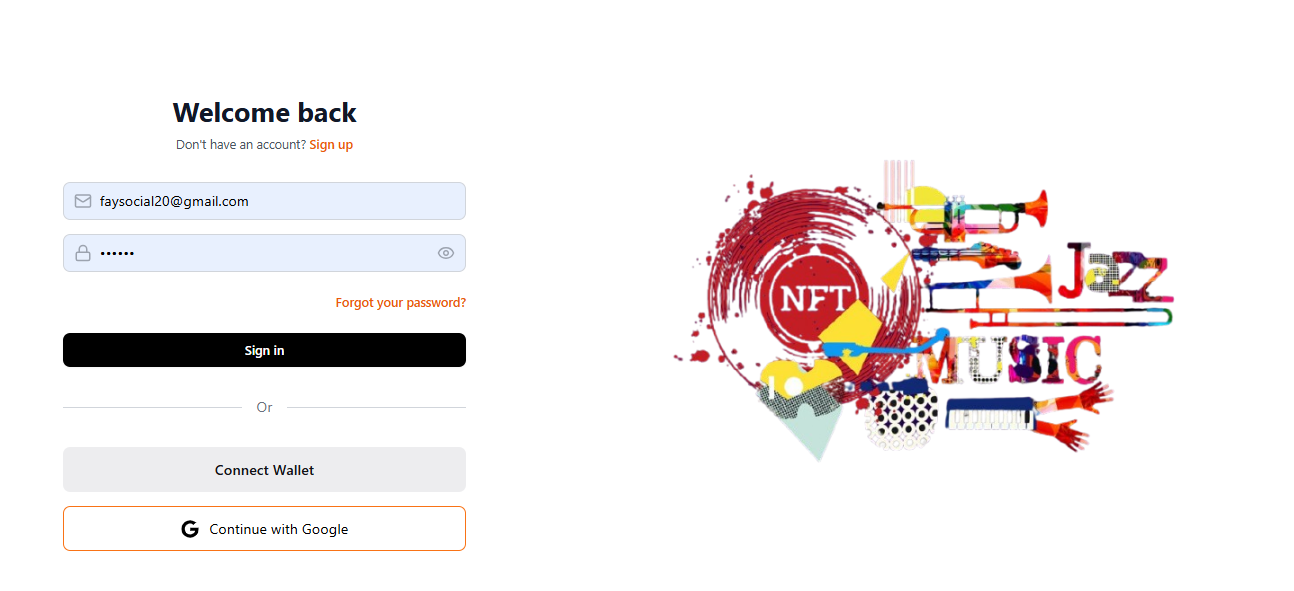 Welcome back
Don't have an account? Sign up
faysocial20@gmail.com
••••••
Forgot your password?
Sign in
Or
Connect Wallet
G Continue with Google
NFT
Jazz
MUSIC